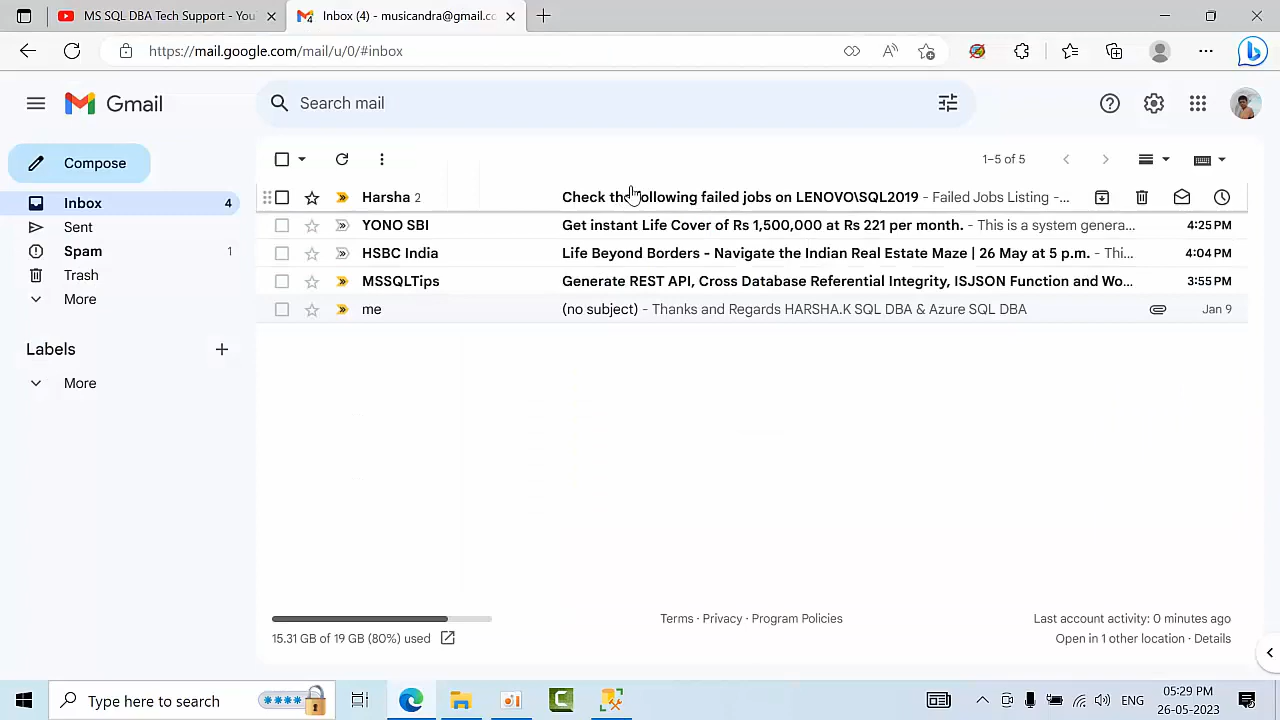 MS SQL DBA Tech Support - You
Inbox (4) - musicandra@gmail.co
https://mail.google.com/mail/u/0/#inbox
Gmail
Search mail
Compose
1–5 of 5
Inbox 4
Sent
Spam 1
Trash
More
Labels
More
Harsha 2 Check the following failed jobs on LENOVO\SQL2019 - Failed Jobs Listing -...
YONO SBI Get instant Life Cover of Rs 1,500,000 at Rs 221 per month. - This is a system genera... 4:25 PM
HSBC India Life Beyond Borders - Navigate the Indian Real Estate Maze | 26 May at 5 p.m. - Thi... 4:04 PM
MSSQLTips Generate REST API, Cross Database Referential Integrity, ISJSON Function and Wo... 3:55 PM
me (no subject) - Thanks and Regards HARSHA.K SQL DBA & Azure SQL DBA Jan 9
15.31 GB of 19 GB (80%) used
Terms · Privacy · Program Policies
Last account activity: 0 minutes ago
Open in 1 other location · Details
Type here to search
ENG
05:29 PM
26-05-2023